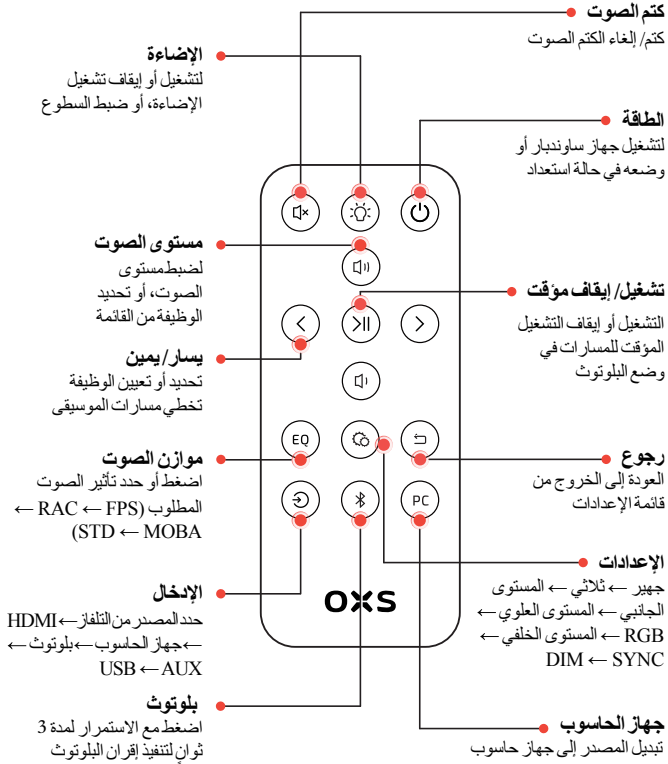 كتم الصوت
كتم/ إلغاء الكتم الصوت
الإضاءة
لتشغيل أو إيقاف تشغيل
الإضاءة، أو ضبط السطوع
الطاقة
لتشغيل جهاز ساوندبار أو
وضعه في حالة استعداد
مستوى الصوت
لضبط مستوى
الصوت، أو تحديد
الوظيفة من القائمة
تشغيل/ إيقاف مؤقت
التشغيل أو إيقاف التشغيل
المؤقت للمسارات في
وضع البلوتوث
يسار/ يمين
تحديد أو تعيين الوظيفة
تخطي مسارات الموسيقى
موازن الصوت
اضغط أو حدد تأثير الصوت
المطلوب (RAC ← FPS ←
STD ← MOBA)
رجوع
العودة إلى الخروج من
قائمة الإعدادات
EQ
PC
الإدخال
حدد المصدر من التلفاز ← HDMI
← جهاز الحاسوب ← بلوتوث ←
USB ← AUX
الإعدادات
جهير ← ثلاثي ← المستوى
الجانبي ← المستوى العلوي ←
RGB ← المستوى الخلفي ←
DIM ← SYNC
OXS
بلوتوث
اضغط مع الاستمرار لمدة 3
ثوانٍ لتنفيذ إقران البلوتوث
جهاز الحاسوب
تبديل المصدر إلى جهاز حاسوب